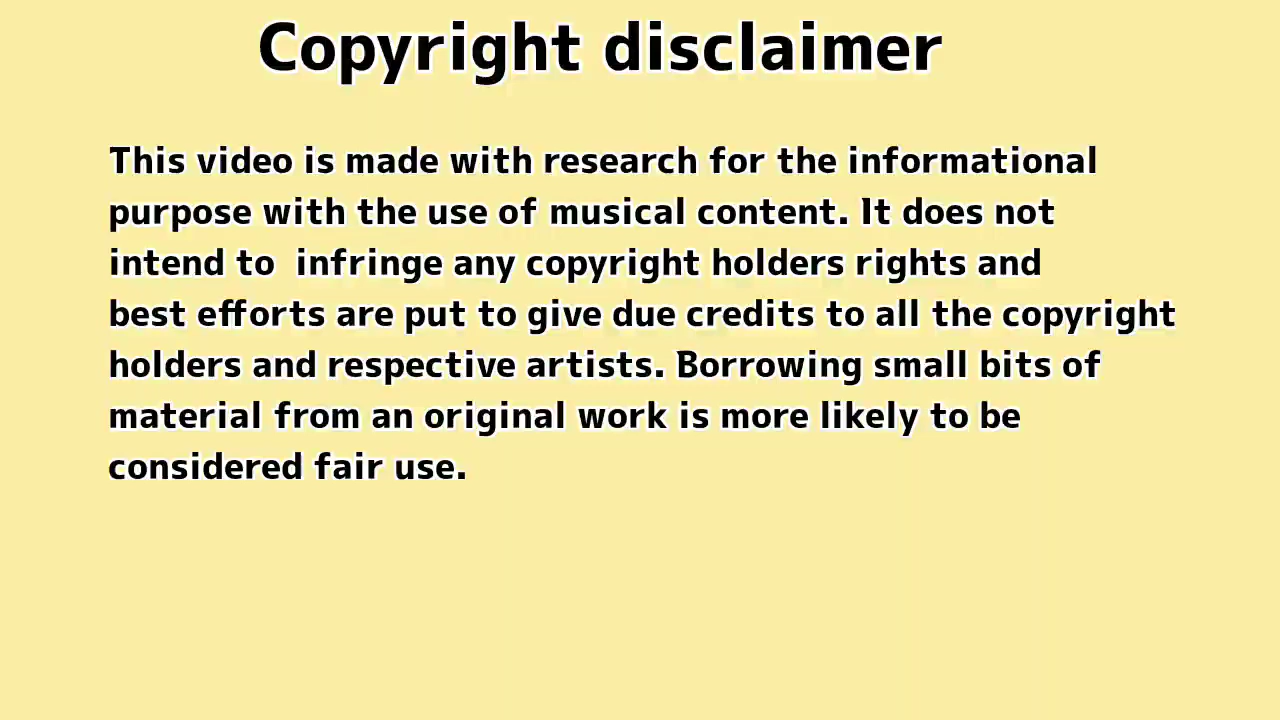 Copyright disclaimer
This video is made with research for the informational
purpose with the use of musical content. It does not
intend to  infringe any copyright holders rights and
best efforts are put to give due credits to all the copyright
holders and respective artists. Borrowing small bits of
material from an original work is more likely to be
considered fair use.